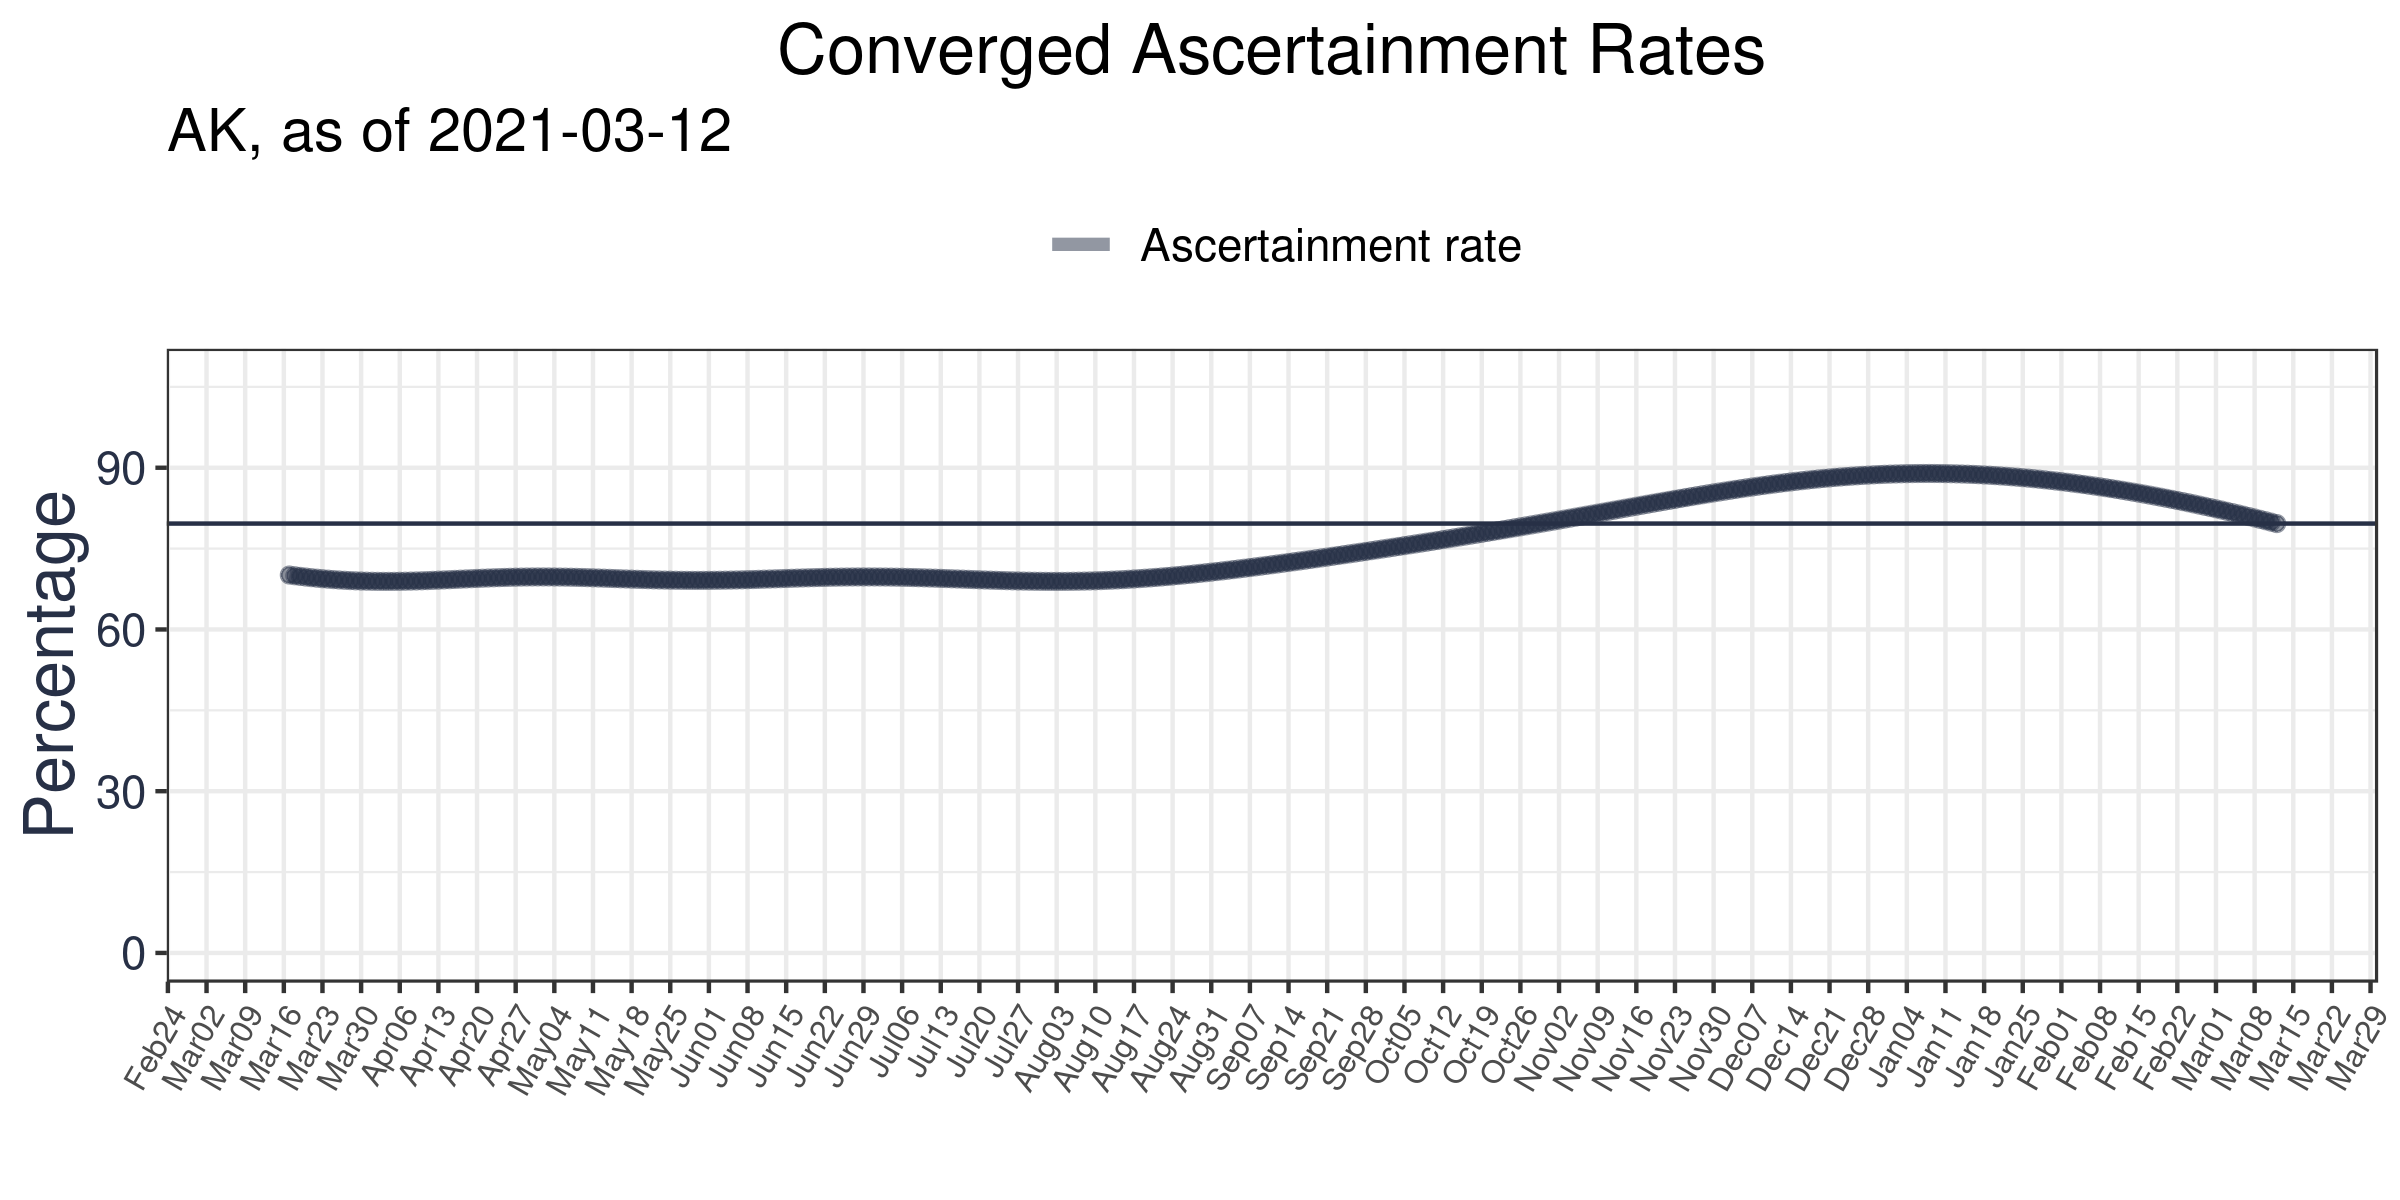 Converged Ascertainment Rates
AK, as of 2021-03-12
Ascertainment rate
Percentage
90
60
30
0
Feb24 Mar02 Mar09 Mar16 Mar23 Mar30 Apr06 Apr13 Apr20 Apr27 May04 May11 May18 May25 Jun01 Jun08 Jun15 Jun22 Jun29 Jul06 Jul13 Jul20 Jul27 Aug03 Aug10 Aug17 Aug24 Aug31 Sep07 Sep14 Sep21 Sep28 Oct05 Oct12 Oct19 Oct26 Nov02 Nov09 Nov16 Nov23 Nov30 Dec07 Dec14 Dec21 Dec28 Jan04 Jan11 Jan18 Jan25 Feb01 Feb08 Feb15 Feb22 Mar01 Mar08 Mar15 Mar22 Mar29